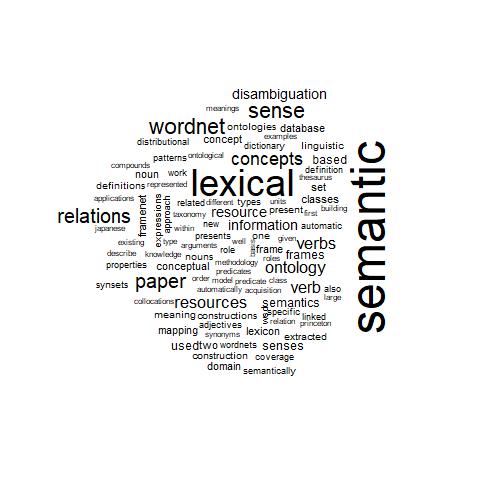 disambiguation
meanings sense
wordnet ontologies database
examples
distributional concept dictionary linguistic
patterns ontological concepts based
compounds noun work definition
thesaurus
definitions represented lexical set
applications related different types units classes
relations framenet expressions approach taxonomy resource present first building
japanese within new information automatic
existing type presents one given verbs
describe knowledge arguments role well frame frames
properties conceptual nouns methodology roles ontology
predicates
synsets paper order model predicate class verb also
automatically acquisition
collocations resources semantics large
meaning constructions specific linked
mapping adjectives lexicon relation princeton
synonyms extracted
used two wordnets senses
construction coverage
domain semantically
semantic